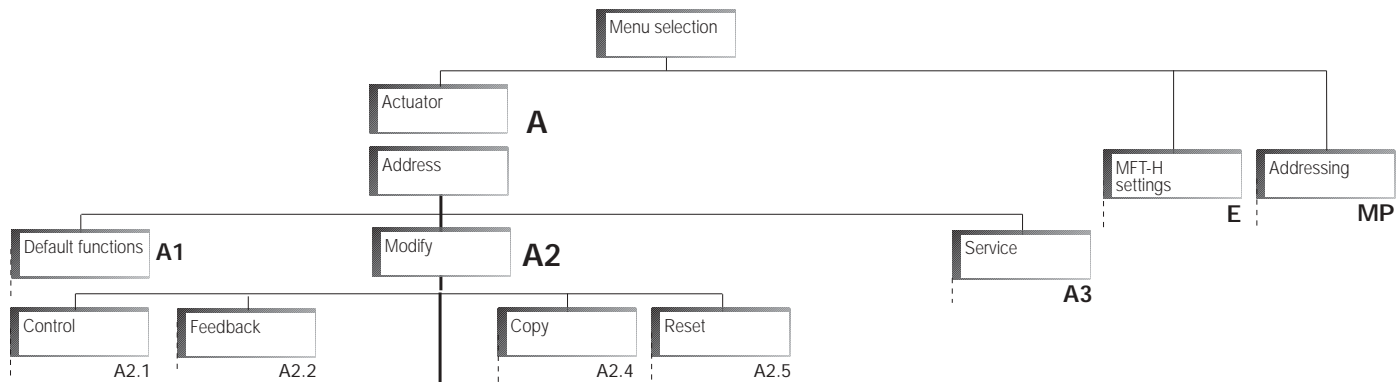 Menu selection
Actuator
A
Address
MFT-H
settings
E
Addressing
MP
Default functions
A1
Modify
A2
Service
A3
Control
A2.1
Feedback
A2.2
Copy
A2.4
Reset
A2.5